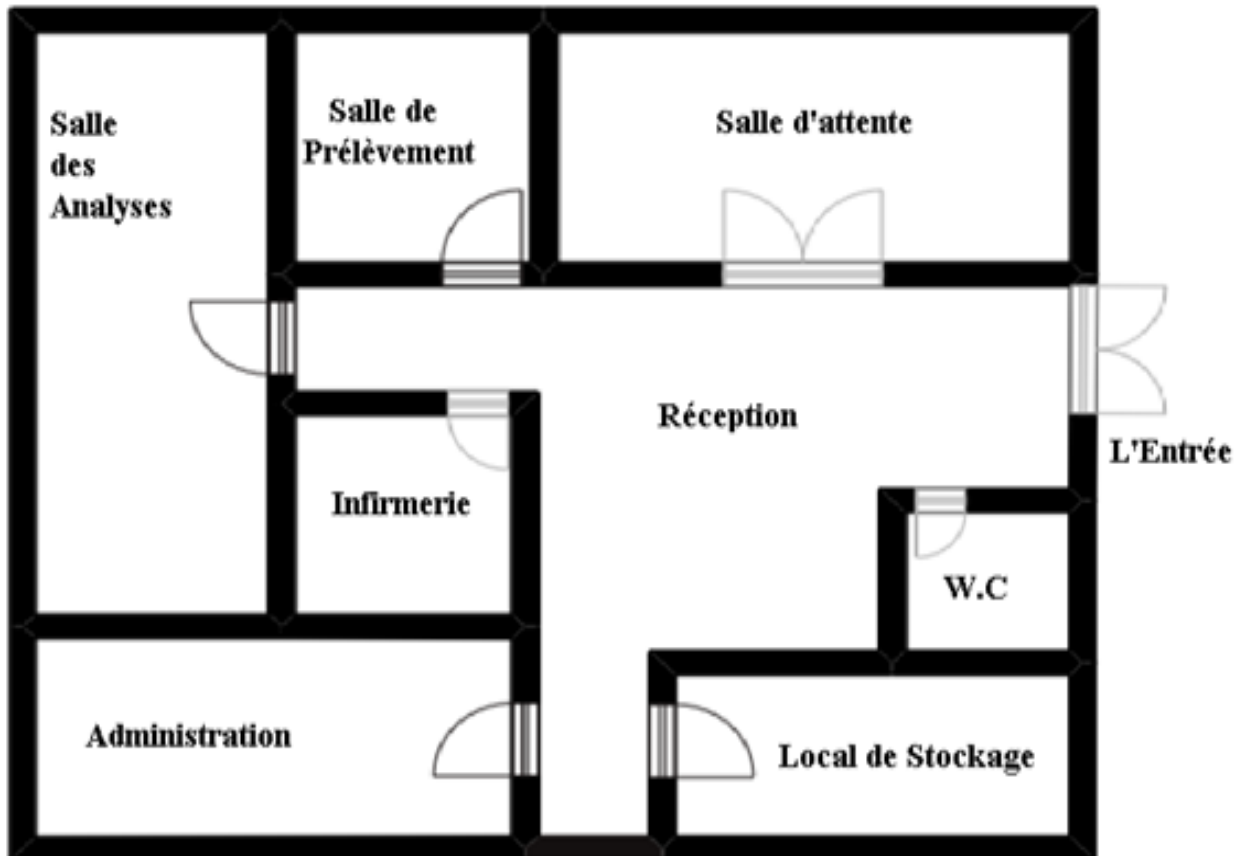 Salle
des
Analyses
Salle de
Prélèvement
Salle d'attente
Réception
L'Entrée
Infirmerie
W.C
Administration
Local de Stockage